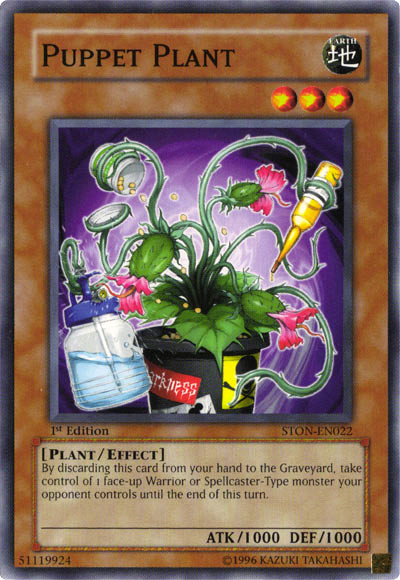 PUPPET PLANT
EARTH
地
DARKNESS
1st Edition
STON-EN022
[PLANT/EFFECT]
By discarding this card from your hand to the Graveyard, take
control of 1 face-up Warrior or Spellcaster-Type monster your
opponent controls until the end of this turn.
ATK/1000 DEF/1000
51119924
©1996 KAZUKI TAKAHASHI